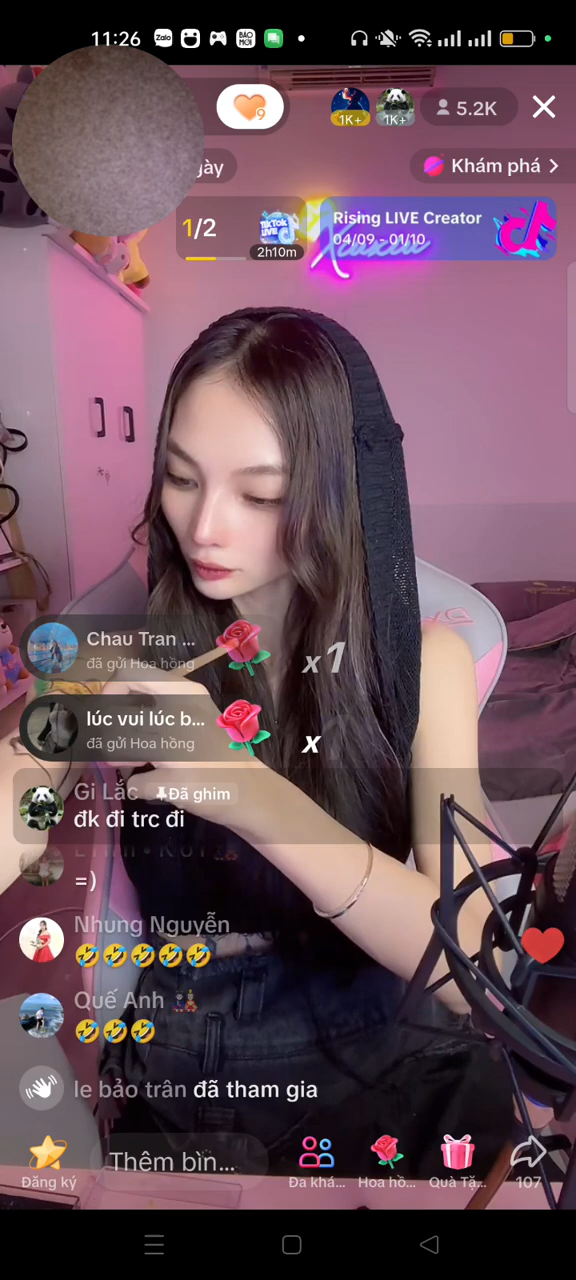 11:26
Zalo
BÁO MỚI
9
1K+
1K+
5.2K
gày
Khám phá
1/2
TikTok LIVE
2h10m
Rising LIVE Creator
04/09 - 01/10
Chau Tran ...
đã gửi Hoa hồng
x1
lúc vui lúc b...
đã gửi Hoa hồng
x
Gi Lắc
Đã ghim
đk đi trc đi
=)
Nhung Nguyễn
🤣🤣🤣🤣🤣
Quế Anh
🤣🤣🤣
le bảo trân đã tham gia
Thêm bìn...
Đăng ký
Đa khá...
Hoa hồ...
Quà Tặ...
107